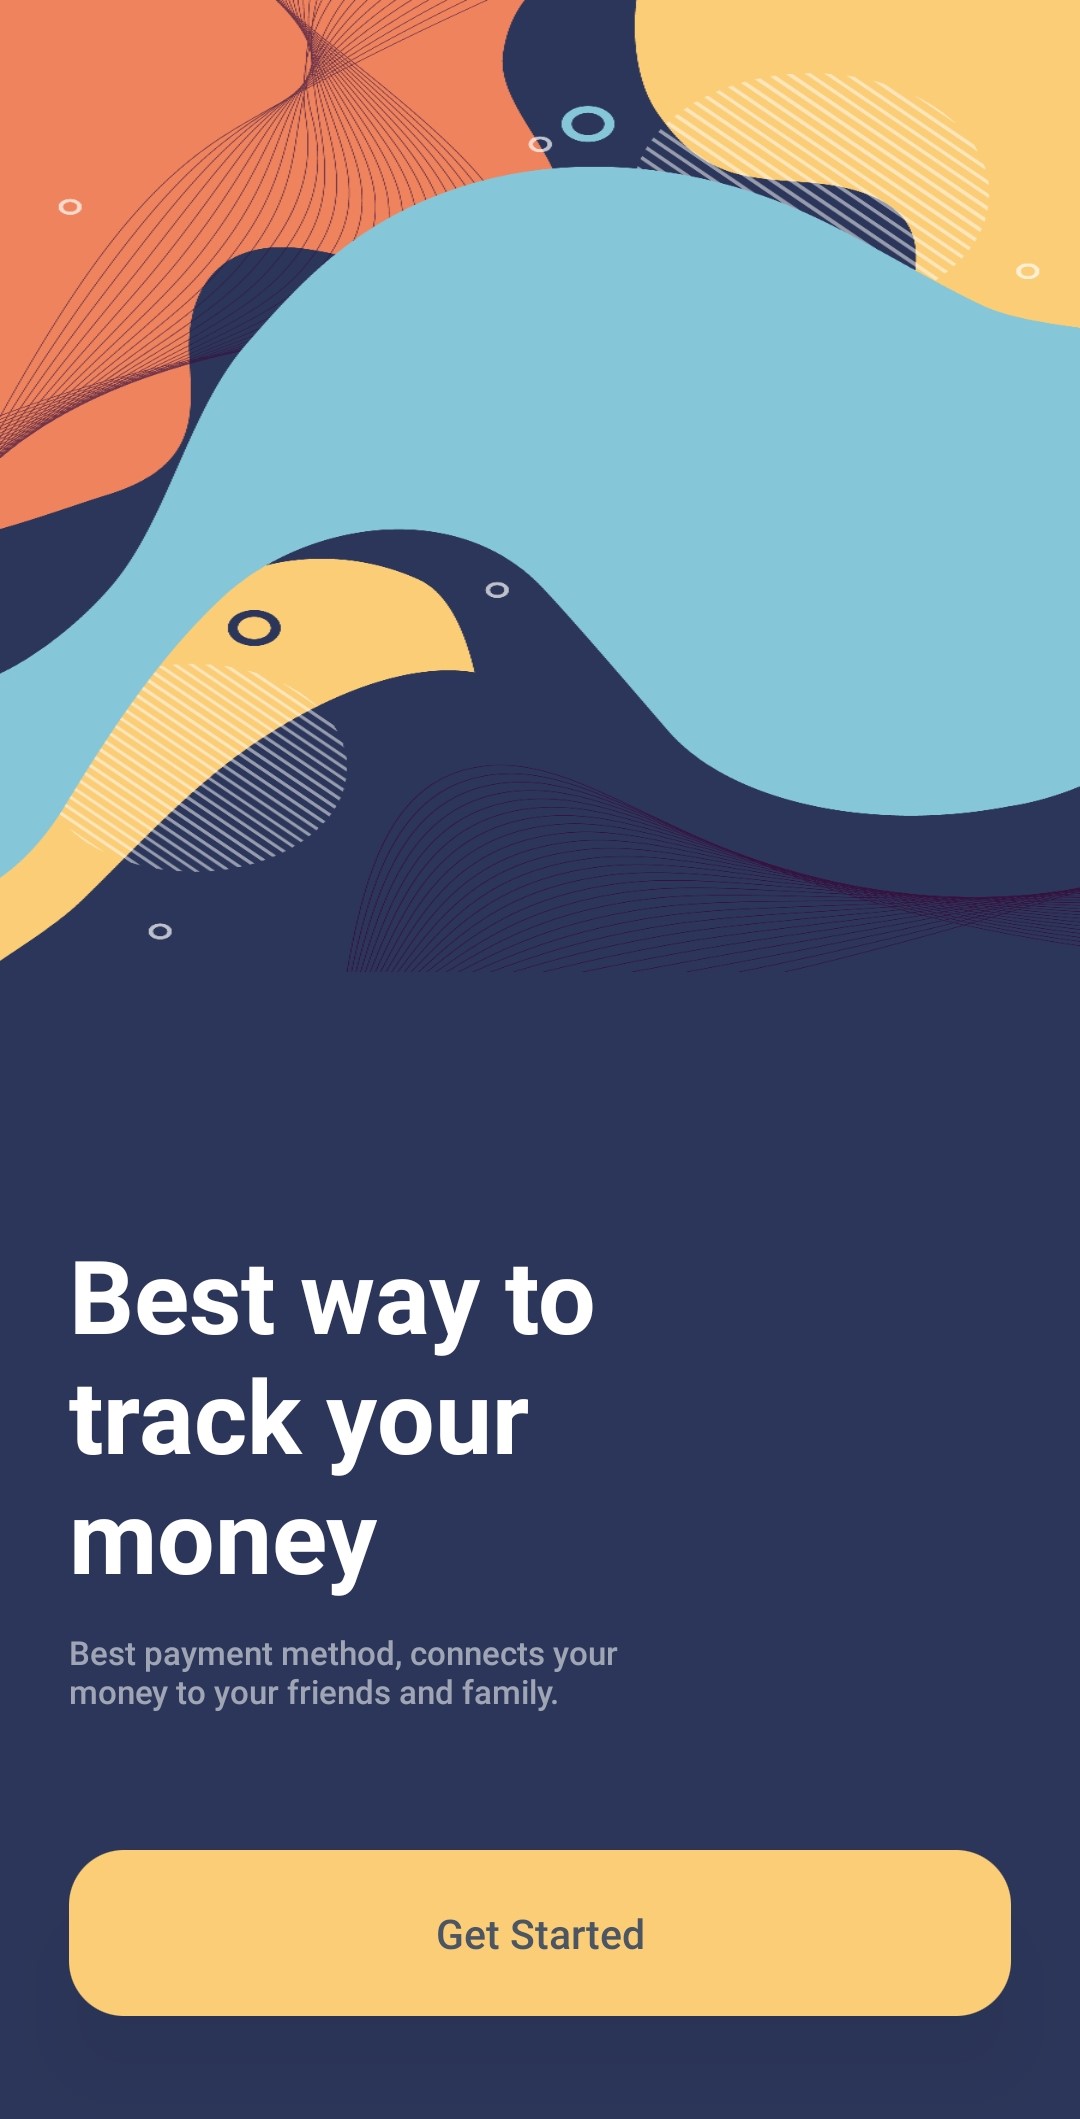 Best way to
track your
money
Best payment method, connects your
money to your friends and family.
Get Started